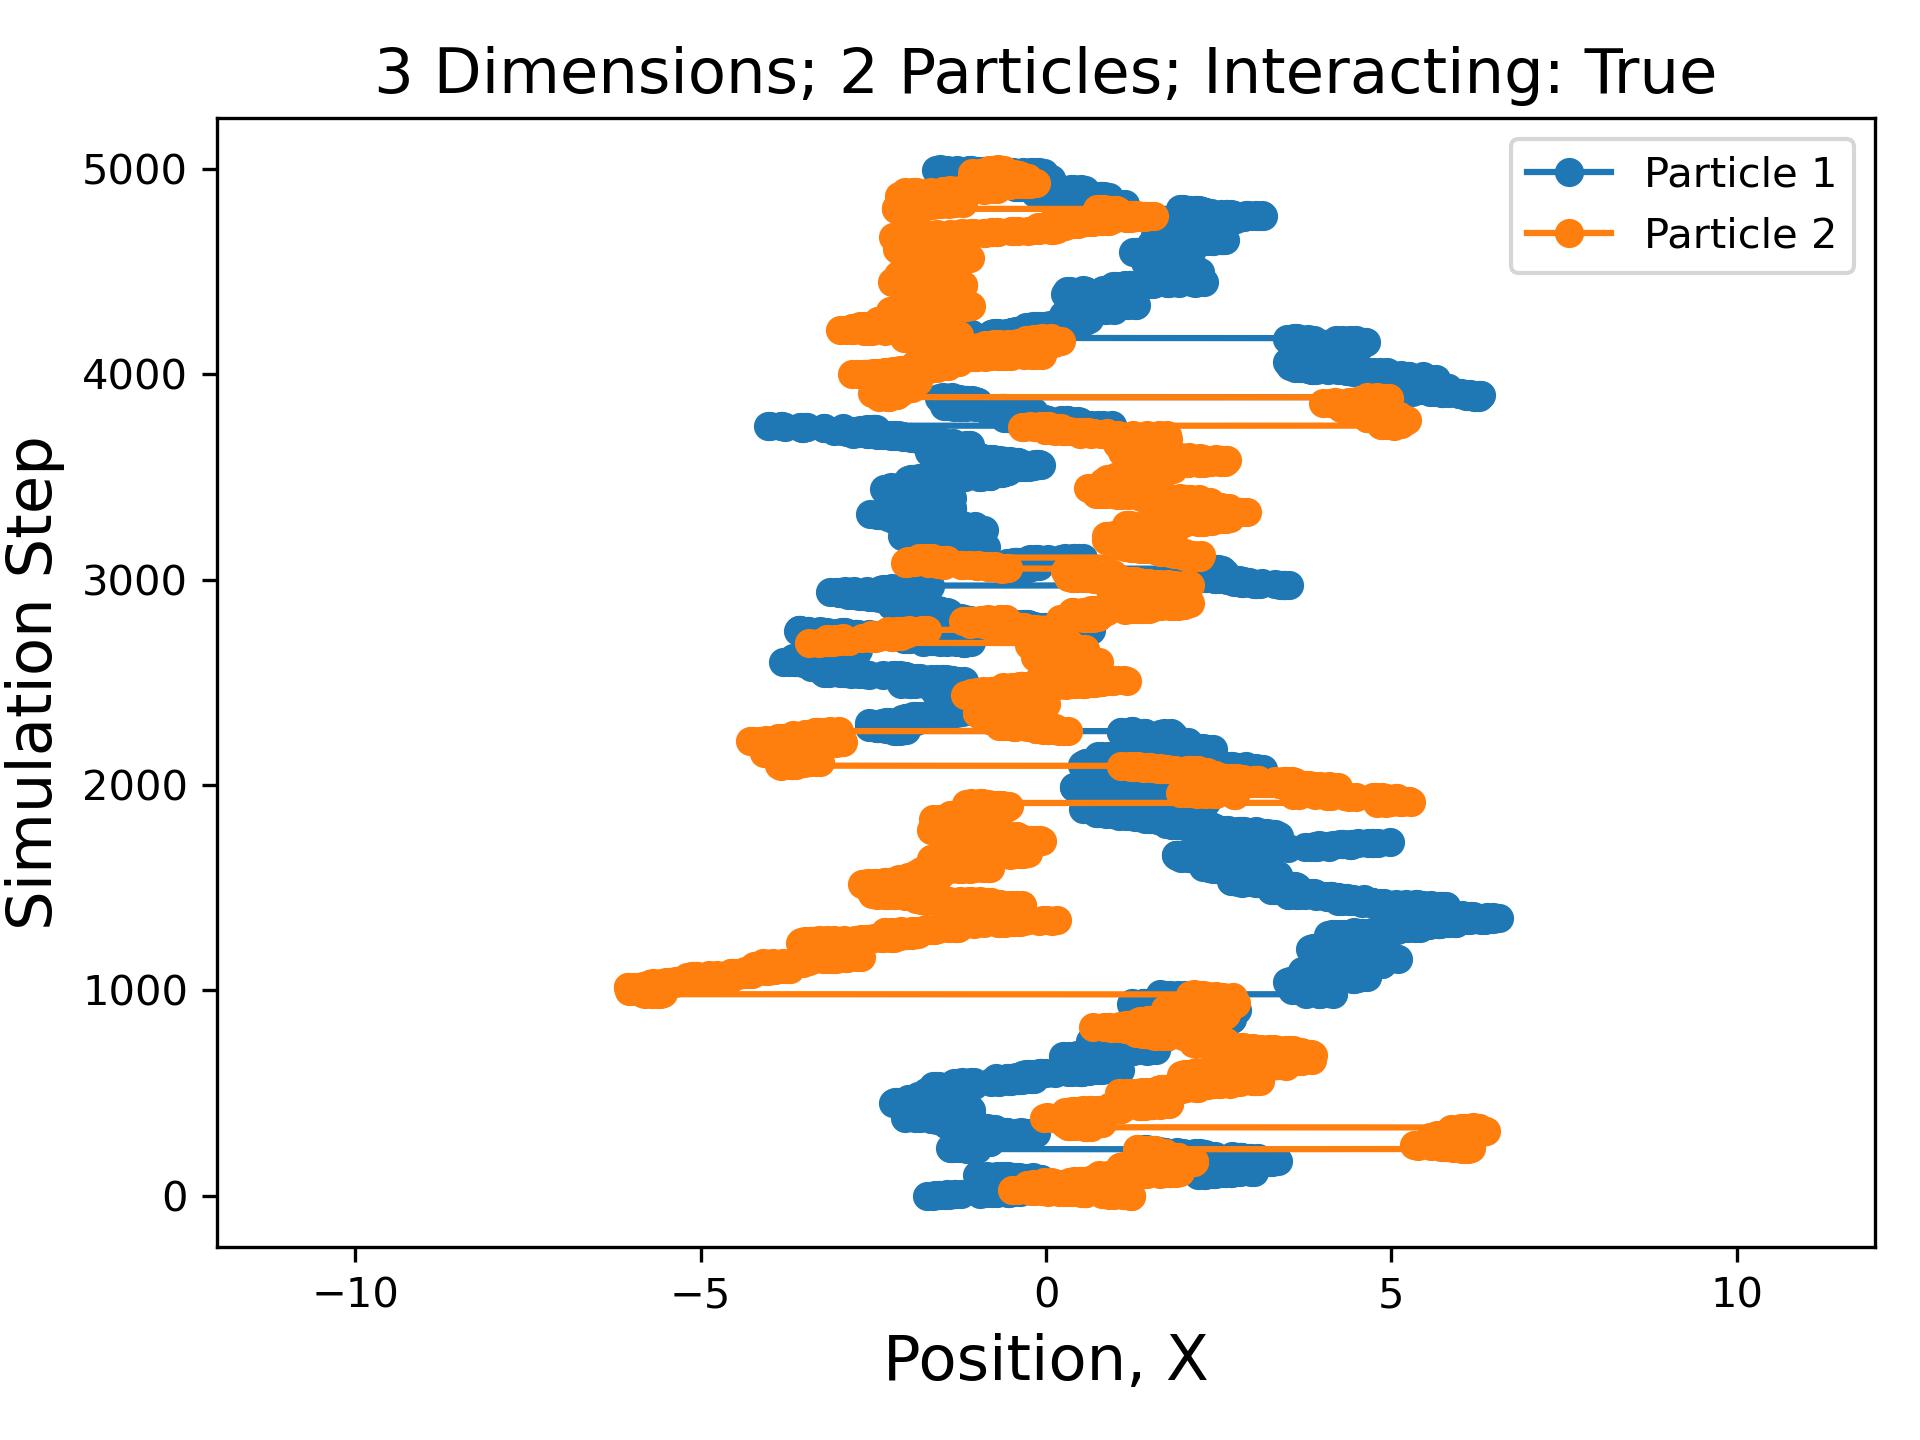 3 Dimensions; 2 Particles; Interacting: True
Particle 1
Particle 2
Simulation Step
5000
4000
3000
2000
1000
0
−10
−5
0
5
10
Position, X